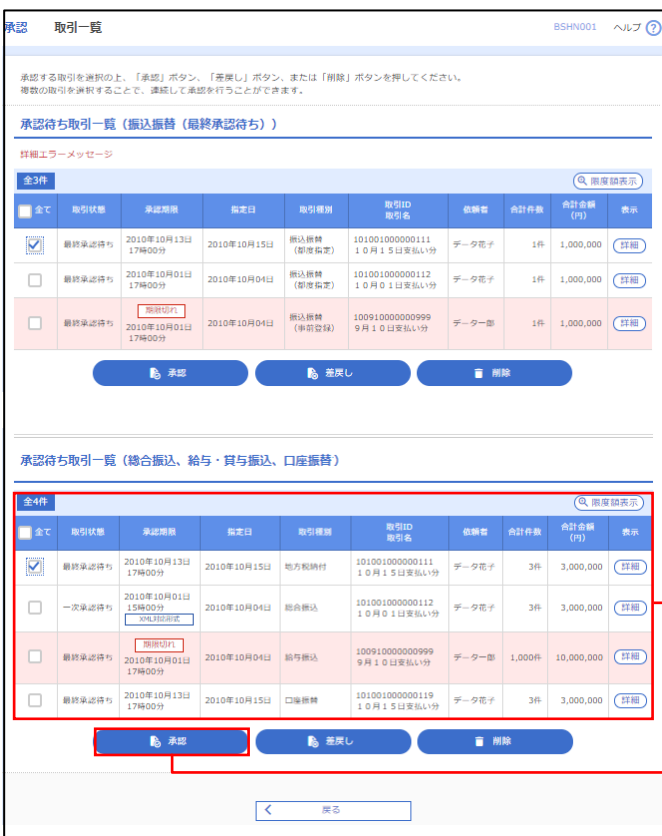 承認 取引一覧 BSHN001 ヘルプ ?
承認する取引を選択の上、「承認」ボタン、「差戻し」ボタン、または「削除」ボタンを押してください。
複数の取引を選択することで、連続して承認を行うことができます。
承認待ち取引一覧（振込振替（最終承認待ち））
詳細エラーメッセージ
全3件 限度額表示
全て 取引状態 承認期限 指定日 取引種別 取引ID 依頼者 合計件数 合計金額 表示
取引名 (円)
最終承認待ち 2010年10月13日 2010年10月15日 振込振替 101001000000111 データ花子 1件 1,000,000 詳細
17時00分 (都度指定) １０月１５日支払い分
最終承認待ち 2010年10月01日 2010年10月04日 振込振替 101001000000112 データ花子 1件 1,000,000 詳細
17時00分 (都度指定) １０月０１日支払い分
期限切れ
最終承認待ち 2010年10月01日 2010年10月04日 振込振替 100910000000999 データ一郎 1件 1,000,000 詳細
17時00分 (事前登録) ９月１０日支払い分
承認 差戻し 削除
承認待ち取引一覧（総合振込、給与・賞与振込、口座振替）
全4件 限度額表示
全て 取引状態 承認期限 指定日 取引種別 取引ID 依頼者 合計件数 合計金額 表示
取引名 (円)
最終承認待ち 2010年10月13日 2010年10月15日 地方税納付 101001000000111 データ花子 3件 3,000,000 詳細
17時00分 １０月１５日支払い分
一次承認待ち 2010年10月01日 2010年10月04日 総合振込 101001000000112 データ花子 3件 3,000,000 詳細
15時00分 １０月０１日支払い分
XML対応形式
期限切れ
最終承認待ち 2010年10月01日 2010年10月04日 給与振込 100910000000999 データ一郎 1,000件 10,000,000 詳細
17時00分 ９月１０日支払い分
最終承認待ち 2010年10月13日 2010年10月15日 口座振替 101001000000119 データ花子 3件 3,000,000 詳細
17時00分 １０月１５日支払い分
承認 差戻し 削除
戻る